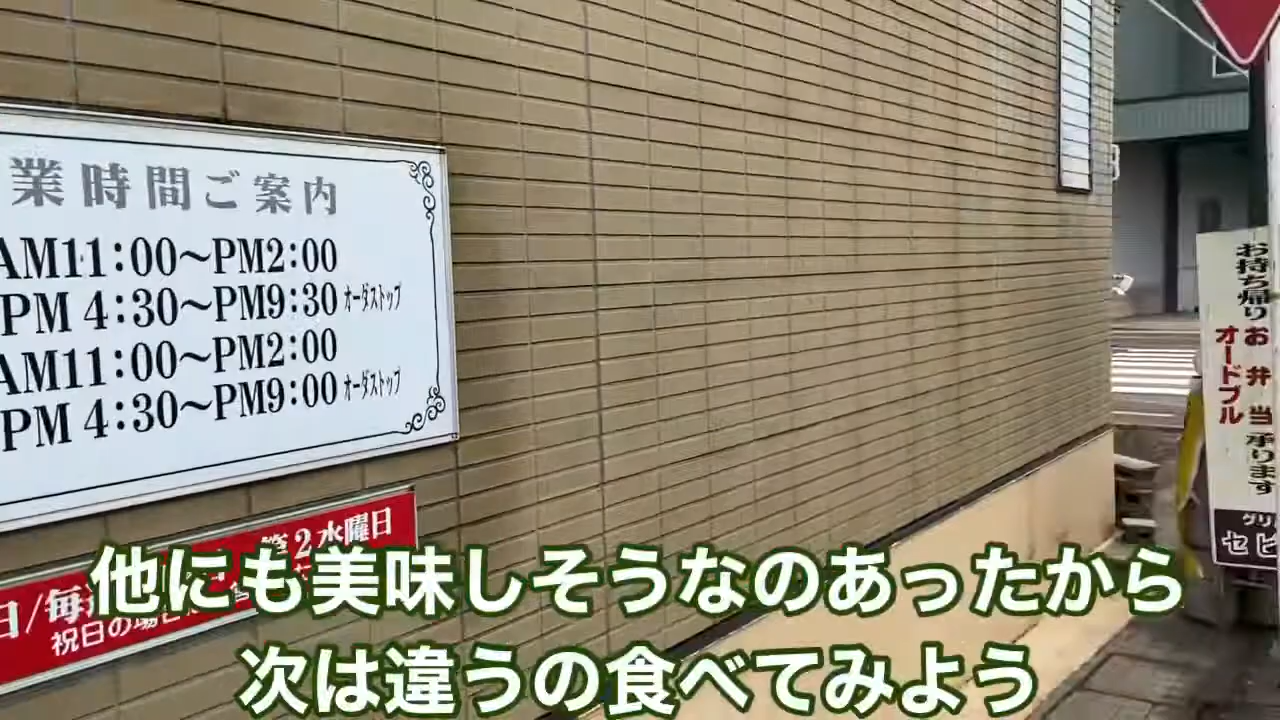 業時間ご案内
AM11:00～PM2:00
PM 4:30～PM9:30 オーダストップ
AM11:00～PM2:00
PM 4:30～PM9:00 オーダストップ
第2水曜日
日/毎
祝日の場
お持ち帰り
お弁当承ります
オードブル
グリ
セピ
他にも美味しそうなのあったから
次は違うの食べてみよう